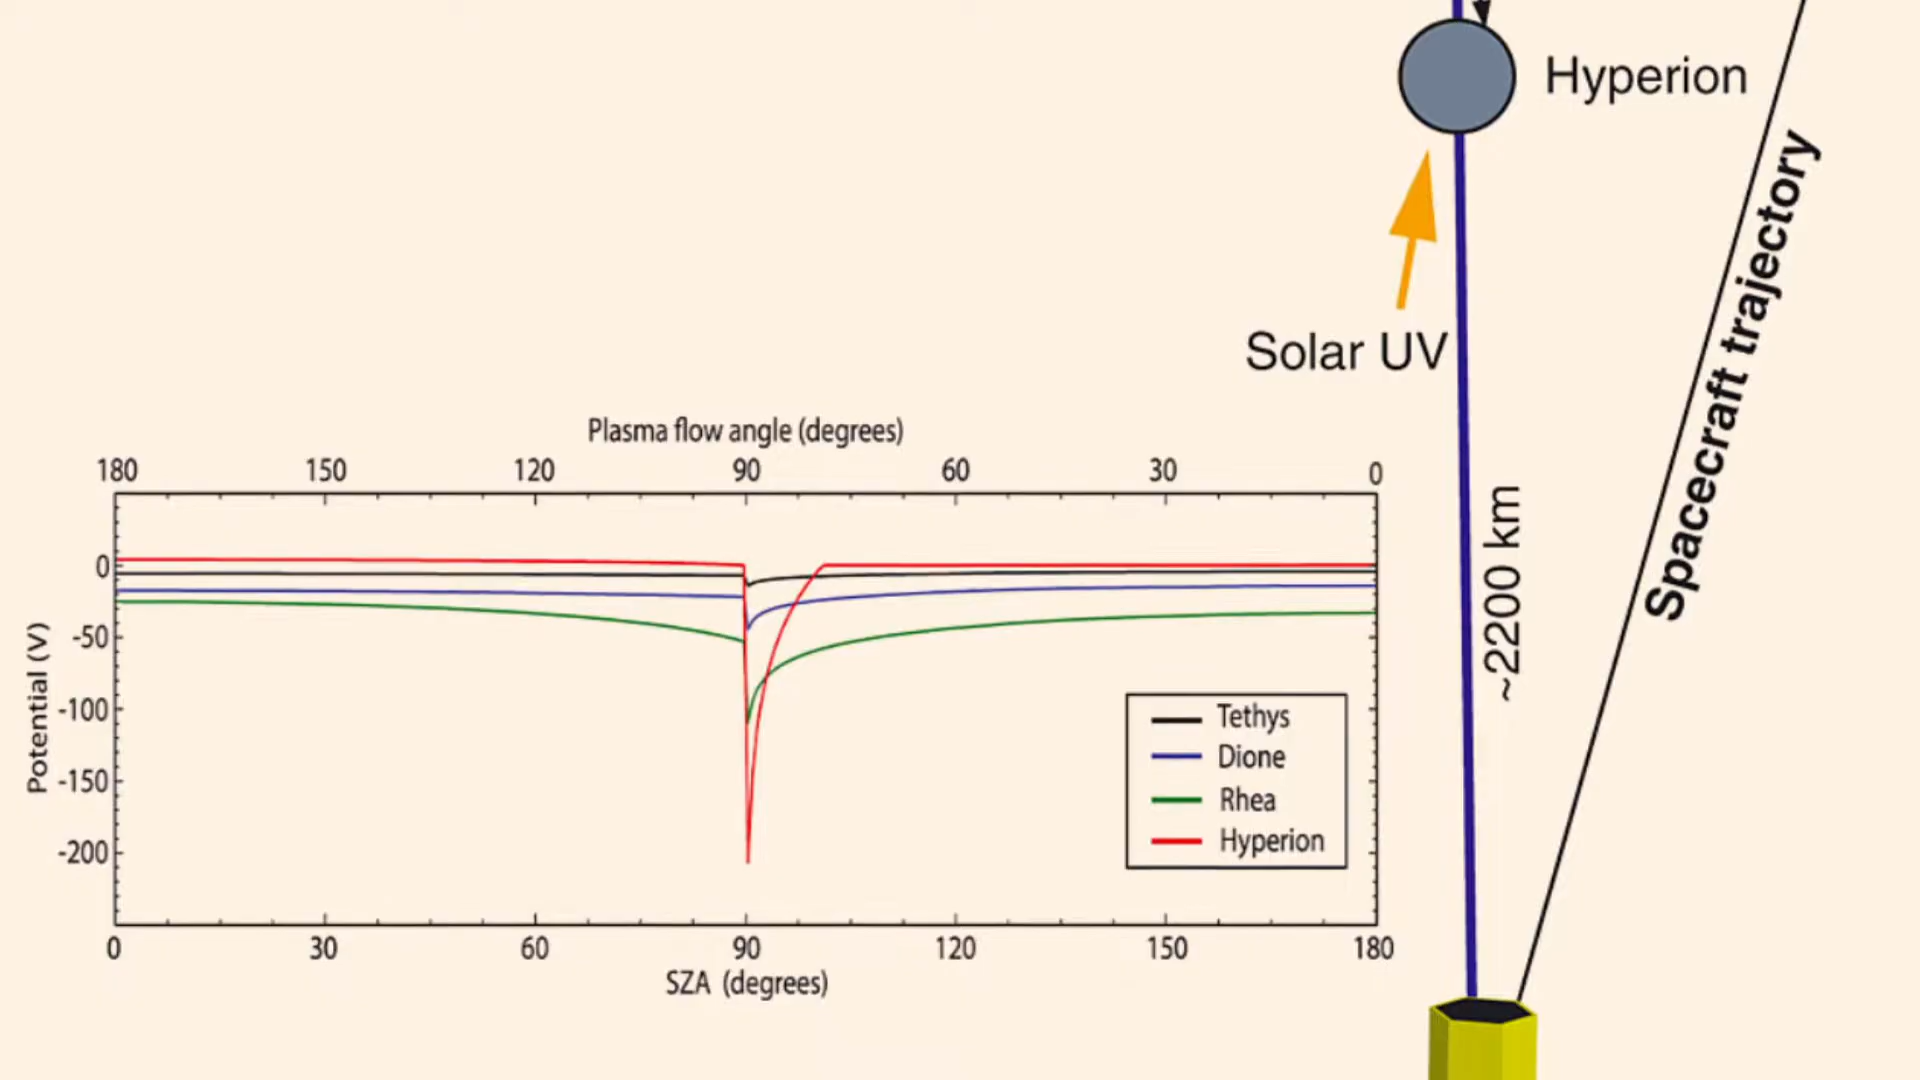 Hyperion
Spacecraft trajectory
Solar UV
~2200 km
Plasma flow angle (degrees)
180 150 120 90 60 30 0
Potential (V)
0
-50
-100
-150
-200
Tethys
Dione
Rhea
Hyperion
0 30 60 90 120 150 180
SZA (degrees)